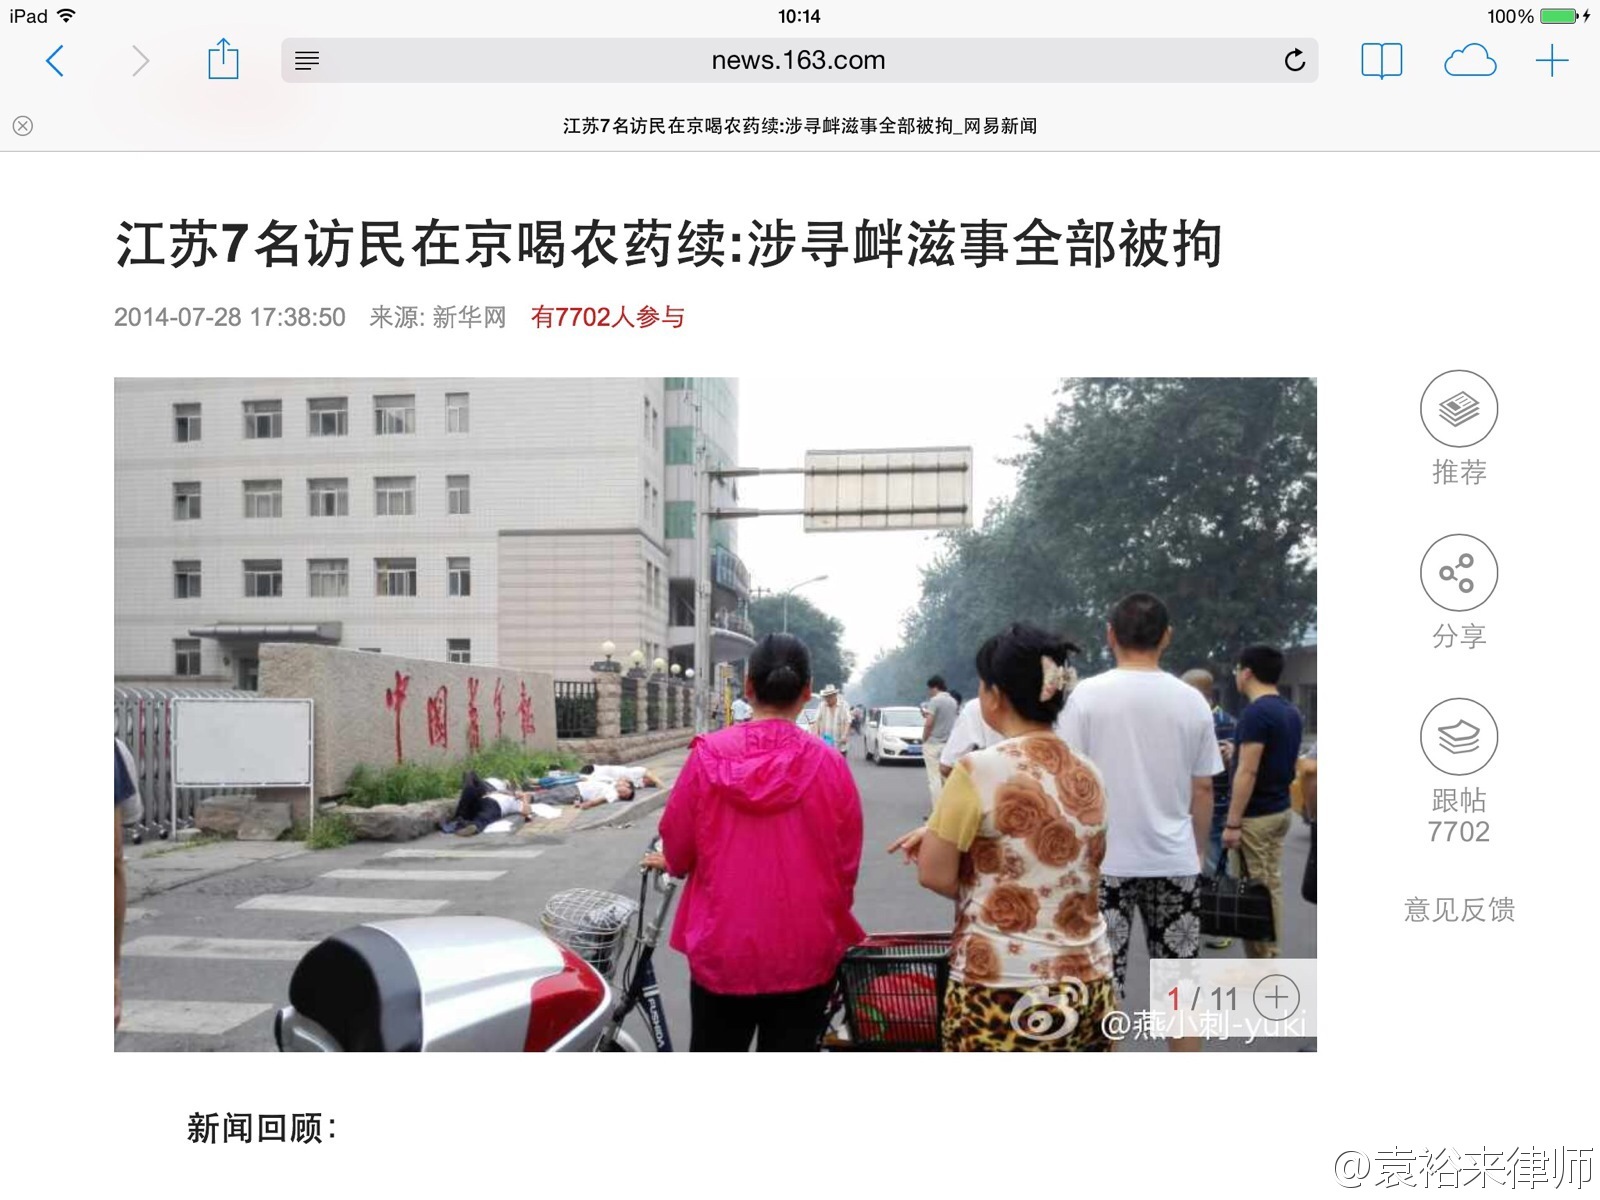 iPad
10:14
100%
news.163.com
江苏7名访民在京喝农药续:涉寻衅滋事全部被拘_网易新闻
江苏7名访民在京喝农药续:涉寻衅滋事全部被拘
2014-07-28 17:38:50 来源: 新华网 有7702人参与
推荐
分享
跟帖
7702
意见反馈
中国青年报
FUSHIDA
1 / 11
@燕小刺-yuki
新闻回顾：
@袁裕来律师